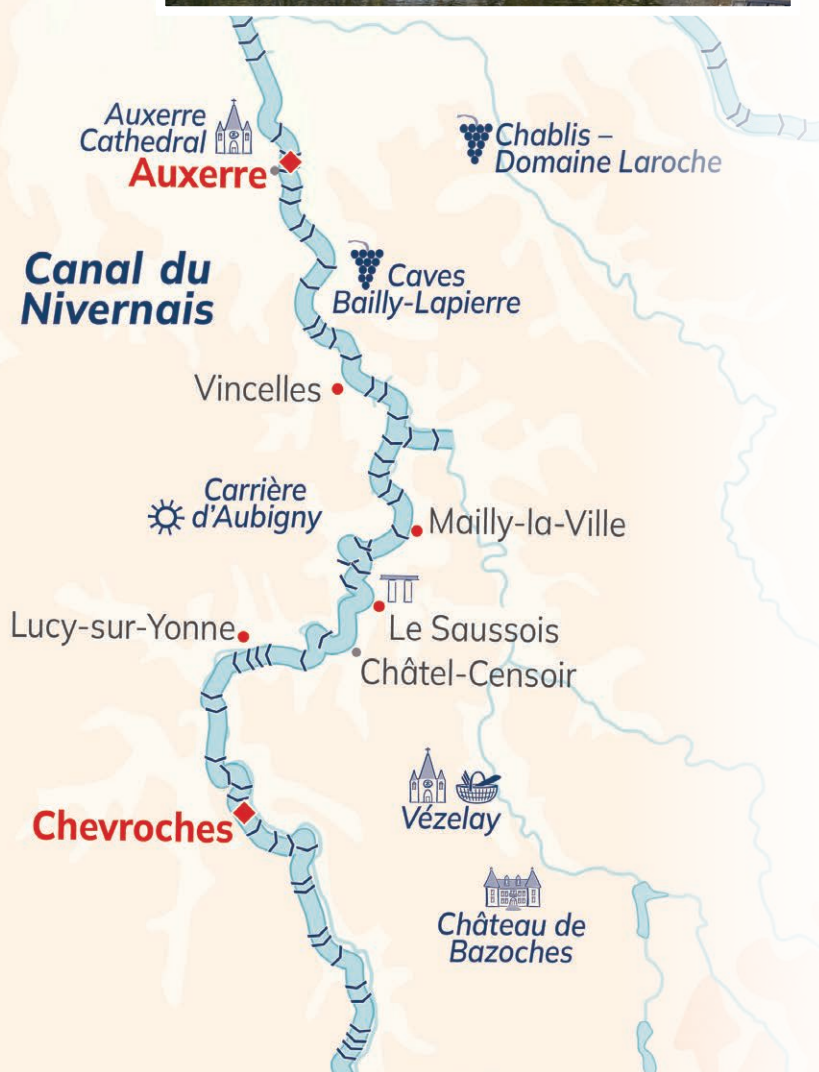 Auxerre
Cathedral
Auxerre
Chablis –
Domaine Laroche
Canal du
Nivernais
Caves
Bailly-Lapierre
Vincelles
Carrière
d'Aubigny
Mailly-la-Ville
Lucy-sur-Yonne
Le Saussois
Châtel-Censoir
Chevroches
Vézelay
Château de
Bazoches